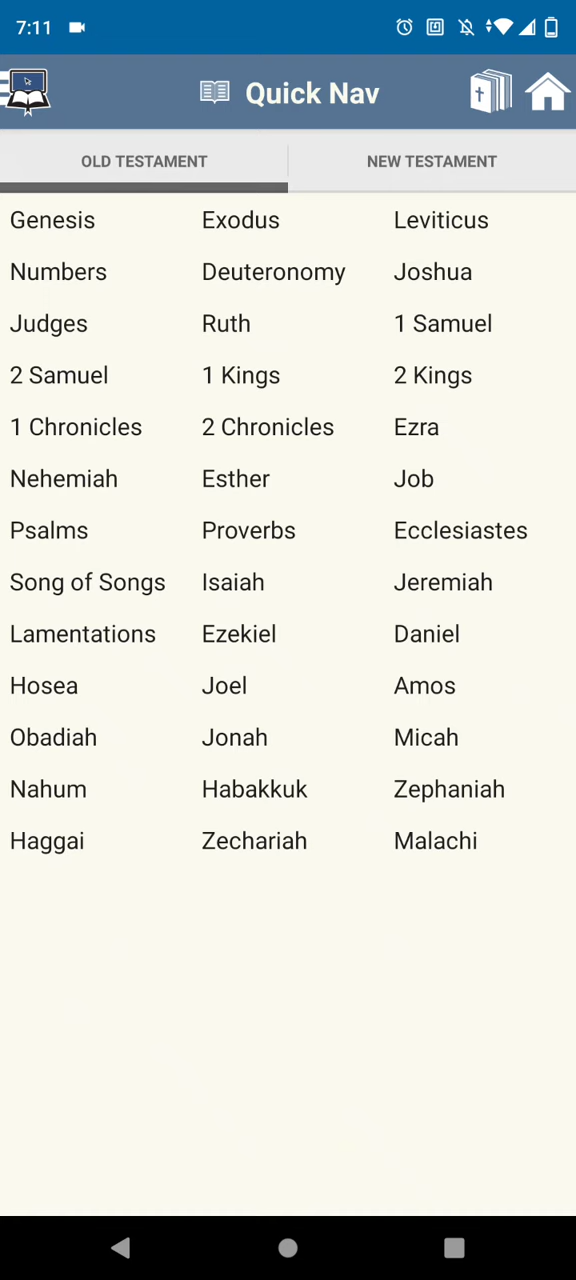 7:11
Quick Nav
OLD TESTAMENT NEW TESTAMENT
Genesis Exodus Leviticus
Numbers Deuteronomy Joshua
Judges Ruth 1 Samuel
2 Samuel 1 Kings 2 Kings
1 Chronicles 2 Chronicles Ezra
Nehemiah Esther Job
Psalms Proverbs Ecclesiastes
Song of Songs Isaiah Jeremiah
Lamentations Ezekiel Daniel
Hosea Joel Amos
Obadiah Jonah Micah
Nahum Habakkuk Zephaniah
Haggai Zechariah Malachi